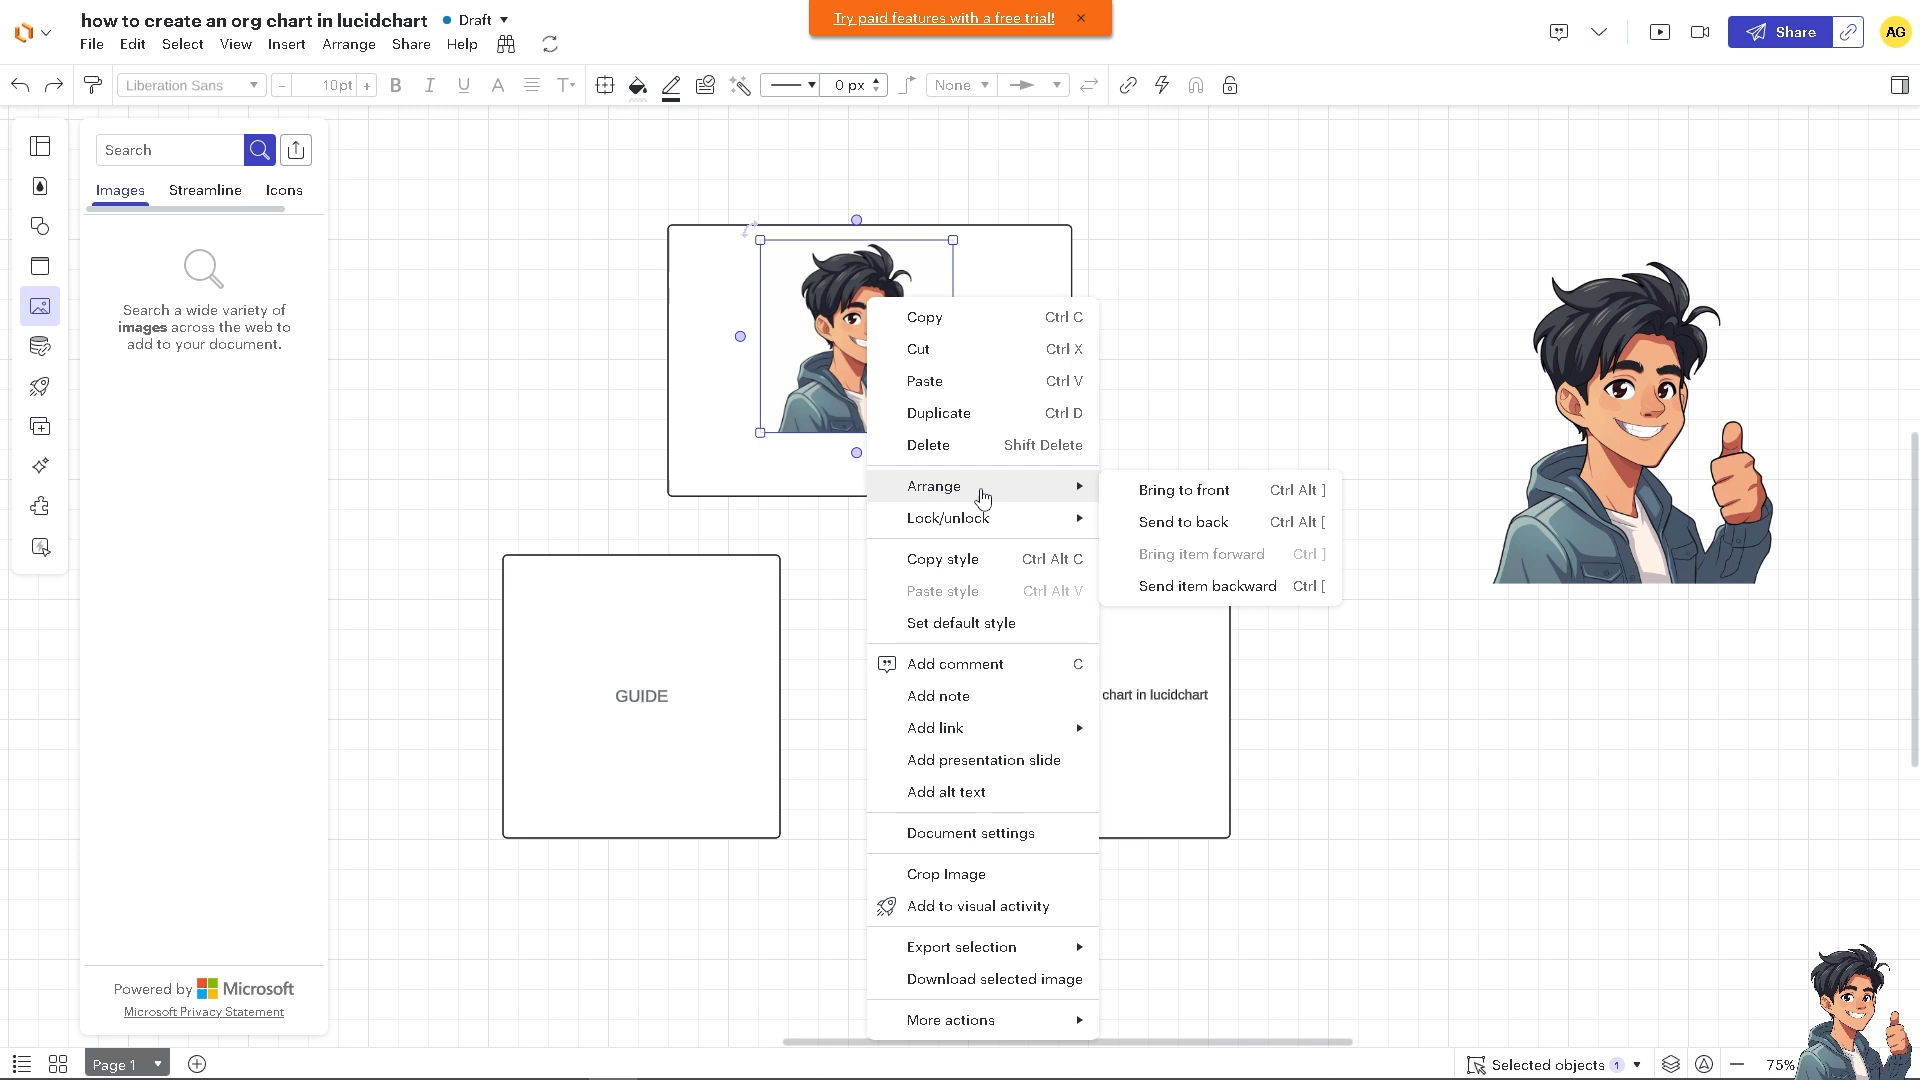 how to create an org chart in lucidchart
Draft
Try paid features with a free trial!
Share
AG
File Edit Select View Insert Arrange Share Help
Liberation Sans
10pt
0 px
None
Search
Images Streamline Icons
Search a wide variety of
images across the web to
add to your document.
Powered by Microsoft
Microsoft Privacy Statement
Copy Ctrl C
Cut Ctrl X
Paste Ctrl V
Duplicate Ctrl D
Delete Shift Delete
Arrange
Lock/unlock
Copy style Ctrl Alt C
Paste style Ctrl Alt V
Set default style
Add comment C
Add note
Add link
Add presentation slide
Add alt text
Document settings
Crop Image
Add to visual activity
Export selection
Download selected image
More actions
Bring to front Ctrl Alt ]
Send to back Ctrl Alt [
Bring item forward Ctrl ]
Send item backward Ctrl [
GUIDE
chart in lucidchart
Page 1
Selected objects 1
75%